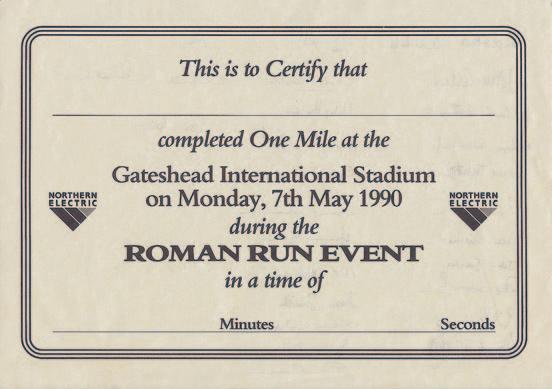 This is to Certify that
completed One Mile at the
Gateshead International Stadium
on Monday, 7th May 1990
NORTHERN
ELECTRIC
NORTHERN
ELECTRIC
during the
ROMAN RUN EVENT
in a time of
Minutes Seconds